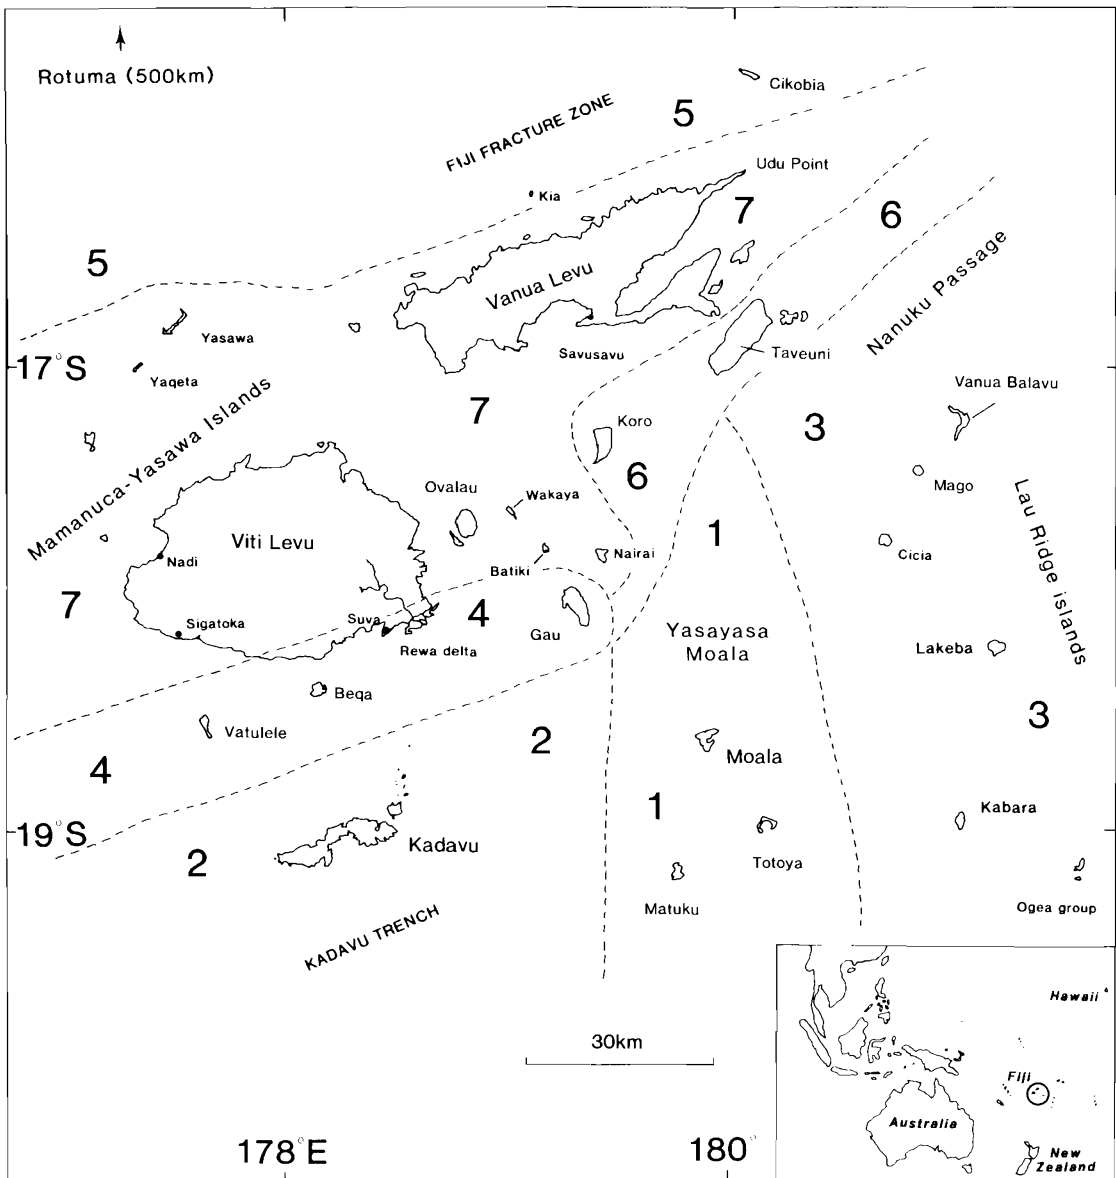 Rotuma (500km)
Cikobia
5
FIJI FRACTURE ZONE
Udu Point
Kia
7
6
5
Vanua Levu
Nanuku Passage
Yasawa
Savusavu
Taveuni
17°S
Yaqeta
Vanua Balavu
7
Koro
3
Mamanuca-Yasawa Islands
6
Mago
Ovalau
Wakaya
Lau Ridge islands
Viti Levu
1
Nadi
Batiki
Nairai
Cicia
7
4
Sigatoka
Suva
Gau
Yasayasa
Moala
Rewa delta
Lakeba
Beqa
3
Vatulele
2
Moala
4
1
Kabara
19°S
Kadavu
2
Totoya
Matuku
Ogea group
KADAVU TRENCH
30km
Hawaii
Fiji
Australia
New
Zealand
178°E
180°